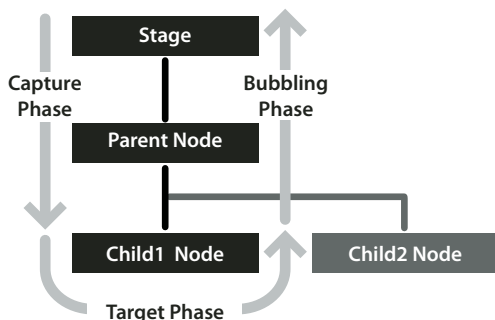 Stage
Capture
Phase
Bubbling
Phase
Parent Node
Child1 Node
Child2 Node
Target Phase